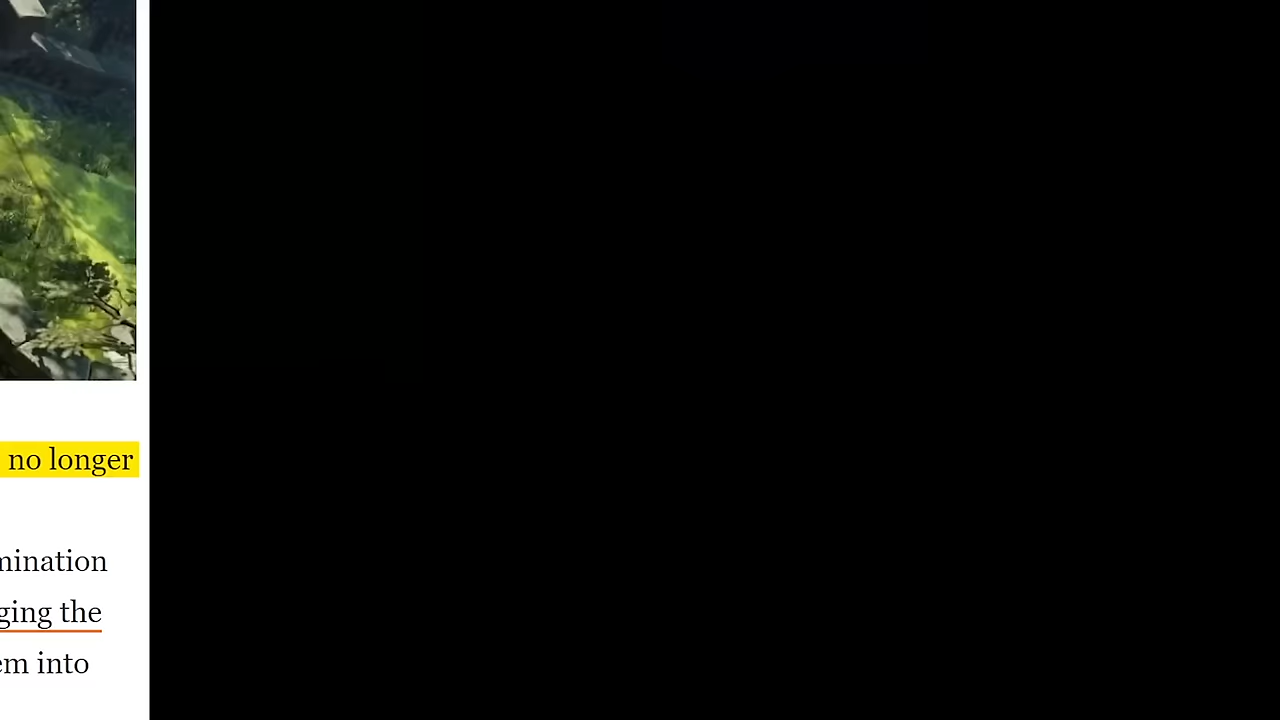 no longer
mination
ging the
em into